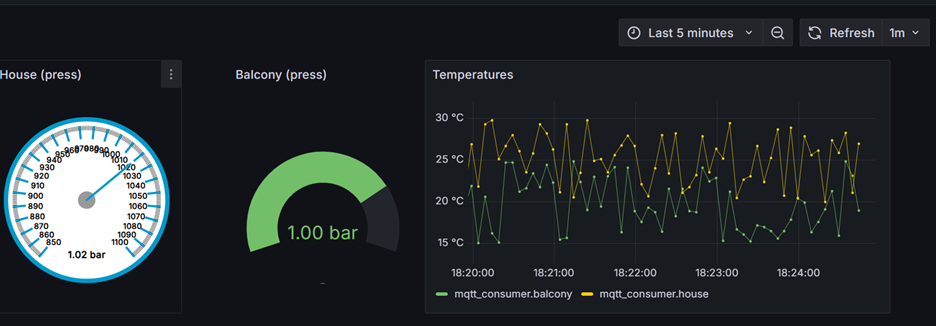 Last 5 minutes
Refresh
1m
House (press)
850
860
870
880
890
900
910
920
930
940
950
960
970
980
990
1000
1010
1020
1030
1040
1050
1060
1070
1080
1090
1100
1.02 bar
Balcony (press)
1.00 bar
Temperatures
30 °C
25 °C
20 °C
15 °C
18:20:00
18:21:00
18:22:00
18:23:00
18:24:00
mqtt_consumer.balcony
mqtt_consumer.house